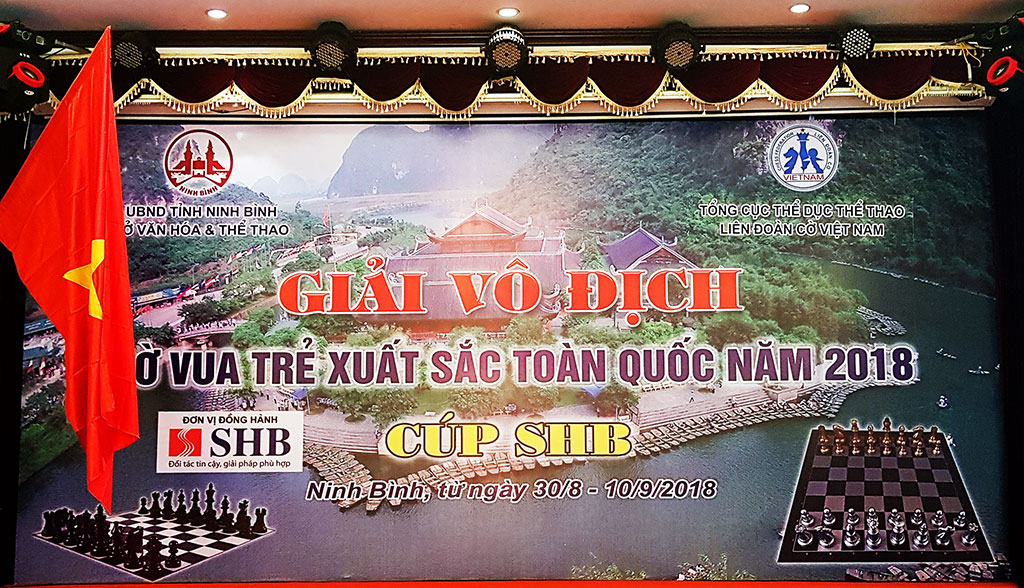 NINH BÌNH
UBND TỈNH NINH BÌNH
VĂN HÓA & THỂ THAO
LIÊN ĐOÀN CỜ
VIETNAM
TỔNG CỤC THỂ DỤC THỂ THAO
LIÊN ĐOÀN CỜ VIỆT NAM
GIẢI VÔ ĐỊCH
Ờ VUA TRẺ XUẤT SẮC TOÀN QUỐC NĂM 2018
ĐƠN VỊ ĐỒNG HÀNH
SHB
Đối tác tin cậy, giải pháp phù hợp
CÚP SHB
Ninh Bình, từ ngày 30/8 - 10/9/2018